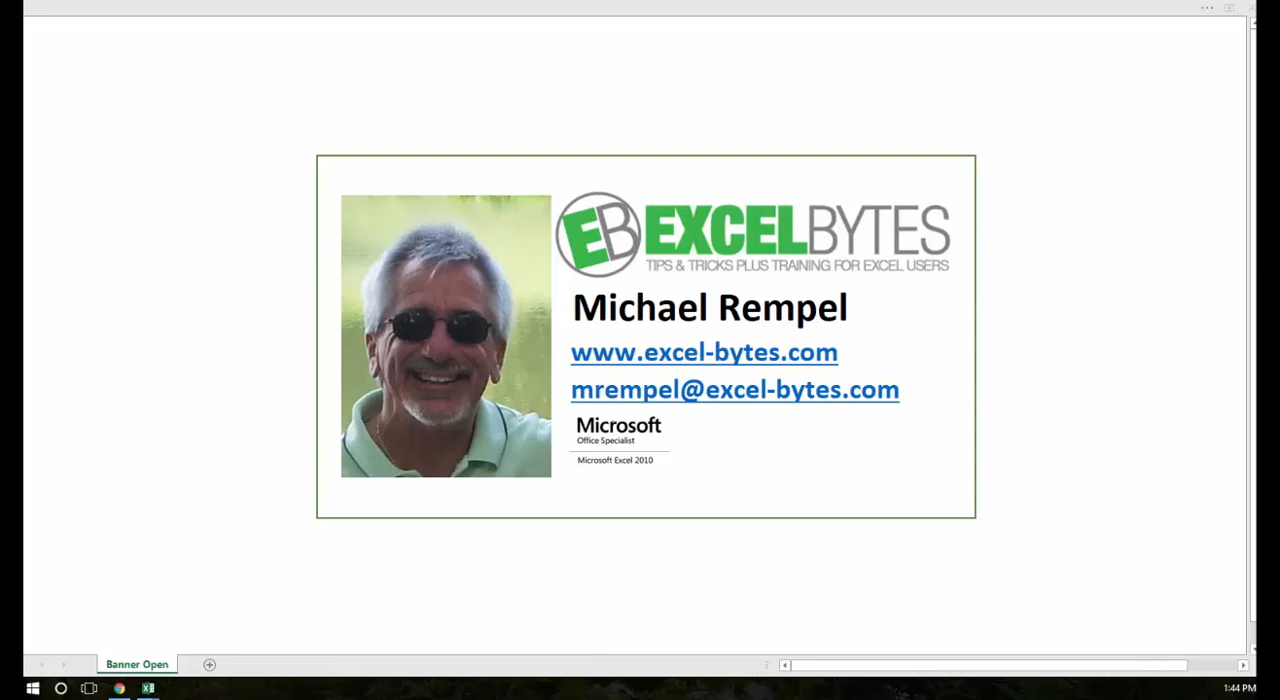 EB EXCELBYTES
TIPS & TRICKS PLUS TRAINING FOR EXCEL USERS
Michael Rempel
www.excel-bytes.com
mrempel@excel-bytes.com
Microsoft
Office Specialist
Microsoft Excel 2010
Banner Open
1:44 PM